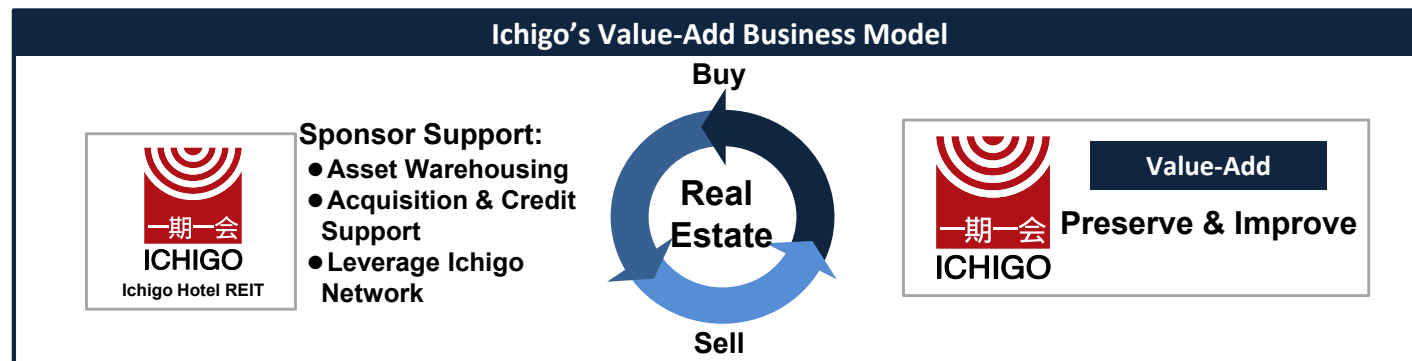 Ichigo’s Value-Add Business Model
Buy
一期一会
ICHIGO
Ichigo Hotel REIT
Sponsor Support:
●Asset Warehousing
●Acquisition & Credit
Support
●Leverage Ichigo
Network
Real
Estate
Sell
一期一会
ICHIGO
Value-Add
Preserve & Improve